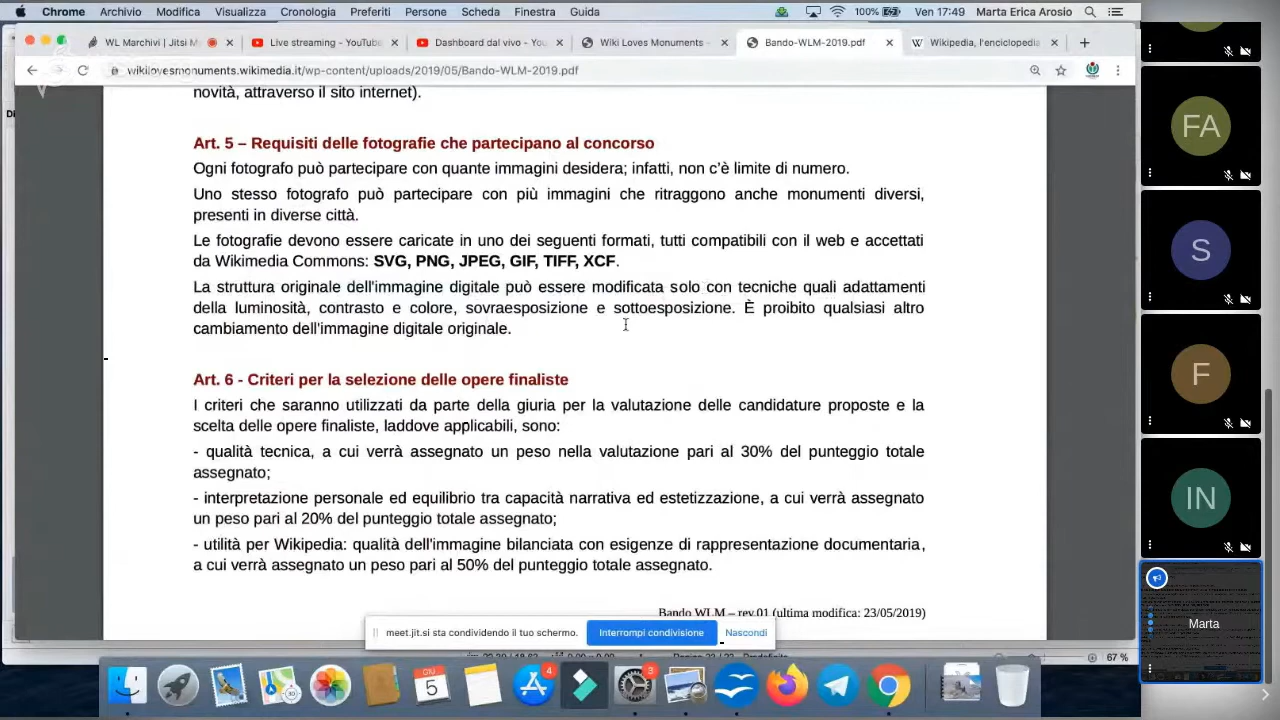 Chrome Archivio Modifica Visualizza Cronologia Preferiti Persone Scheda Finestra Guida 100% Ven 17:49 Marta Erica Arosio
WL Marchivi | Jitsi M Live streaming - YouTube Dashboard dal vivo - You Wiki Loves Monuments - Bando-WLM-2019.pdf Wikipedia, l'enciclopedia
wikilovesmonuments.wikimedia.it/wp-content/uploads/2019/05/Bando-WLM-2019.pdf
novità, attraverso il sito internet).
Art. 5 – Requisiti delle fotografie che partecipano al concorso
Ogni fotografo può partecipare con quante immagini desidera; infatti, non c'è limite di numero.
Uno stesso fotografo può partecipare con più immagini che ritraggono anche monumenti diversi,
presenti in diverse città.
Le fotografie devono essere caricate in uno dei seguenti formati, tutti compatibili con il web e accettati
da Wikimedia Commons: SVG, PNG, JPEG, GIF, TIFF, XCF.
La struttura originale dell'immagine digitale può essere modificata solo con tecniche quali adattamenti
della luminosità, contrasto e colore, sovraesposizione e sottoesposizione. È proibito qualsiasi altro
cambiamento dell'immagine digitale originale.
Art. 6 - Criteri per la selezione delle opere finaliste
I criteri che saranno utilizzati da parte della giuria per la valutazione delle candidature proposte e la
scelta delle opere finaliste, laddove applicabili, sono:
- qualità tecnica, a cui verrà assegnato un peso nella valutazione pari al 30% del punteggio totale
assegnato;
- interpretazione personale ed equilibrio tra capacità narrativa ed estetizzazione, a cui verrà assegnato
un peso pari al 20% del punteggio totale assegnato;
- utilità per Wikipedia: qualità dell'immagine bilanciata con esigenze di rappresentazione documentaria,
a cui verrà assegnato un peso pari al 50% del punteggio totale assegnato.
Bando WLM – rev.01 (ultima modifica: 23/05/2019)
meet.jit.si sta condividendo il tuo schermo. Interrompi condivisione Nascondi
67 %
GIU
5
3
FA
S
F
IN
Marta